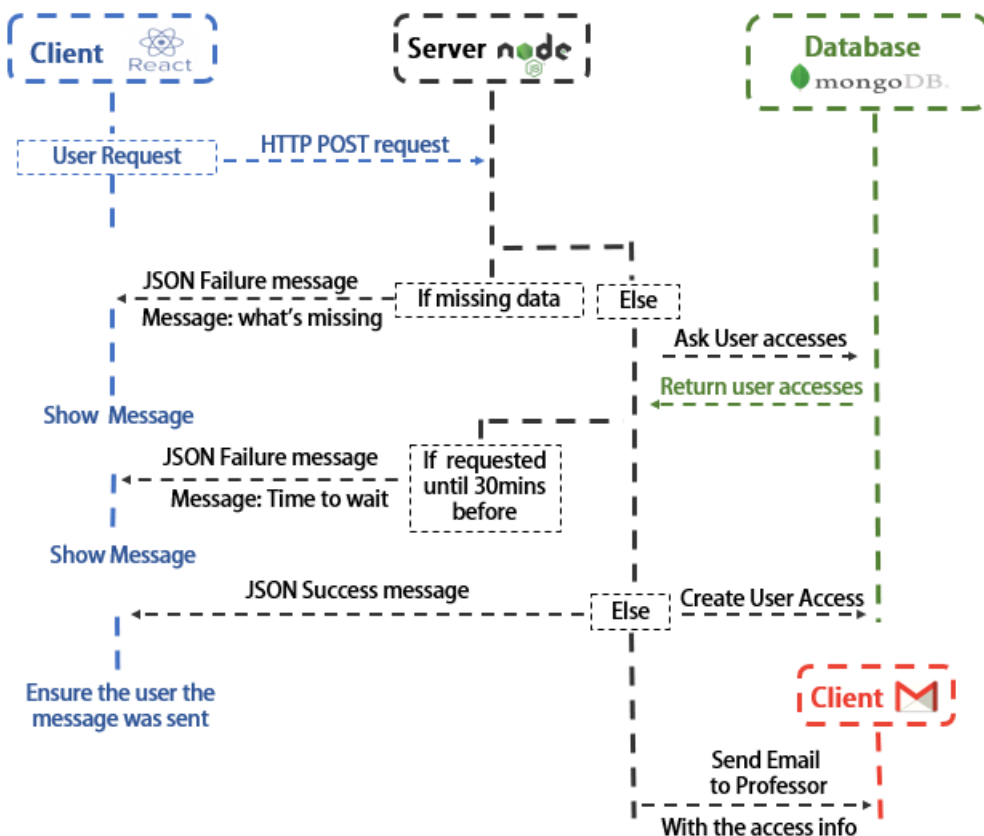 Client
React
Server node
JS
Database
mongoDB.
User Request
HTTP POST request
JSON Failure message
Message: what's missing
If missing data
Else
Ask User accesses
Return user accesses
Show Message
JSON Failure message
Message: Time to wait
If requested
until 30mins
before
Show Message
JSON Success message
Else
Create User Access
Ensure the user the
message was sent
Client
Send Email
to Professor
With the access info